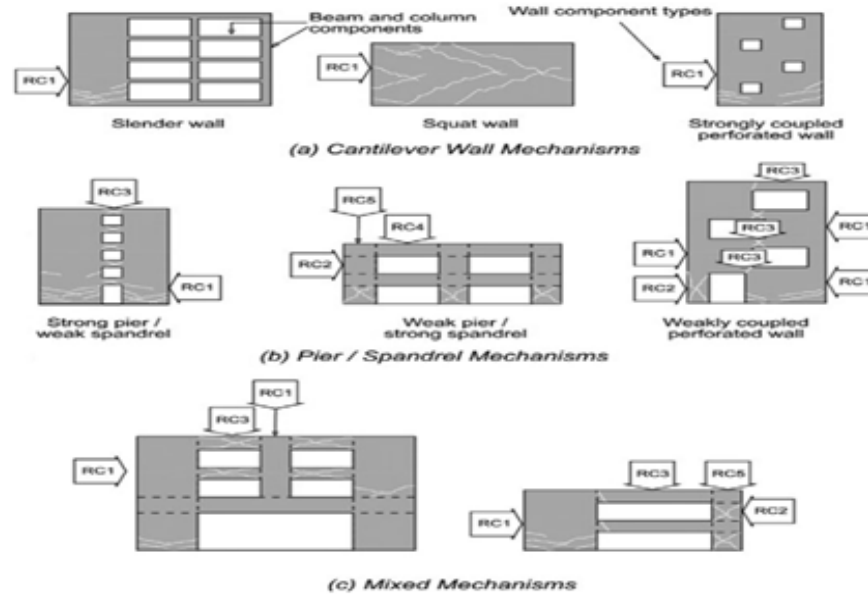 Beam and column
components
Wall component types
RC1
RC1
RC1
Slender wall
Squat wall
Strongly coupled
perforated wall
(a) Cantilever Wall Mechanisms
RC3
RC5
RC4
RC2
RC1
RC3
RC3
RC3
RC1
RC1
RC2
RC1
Strong pier /
weak spandrel
Weak pier /
strong spandrel
Weakly coupled
perforated wall
(b) Pier / Spandrel Mechanisms
RC1
RC3
RC1
RC3
RC5
RC2
RC1
(c) Mixed Mechanisms